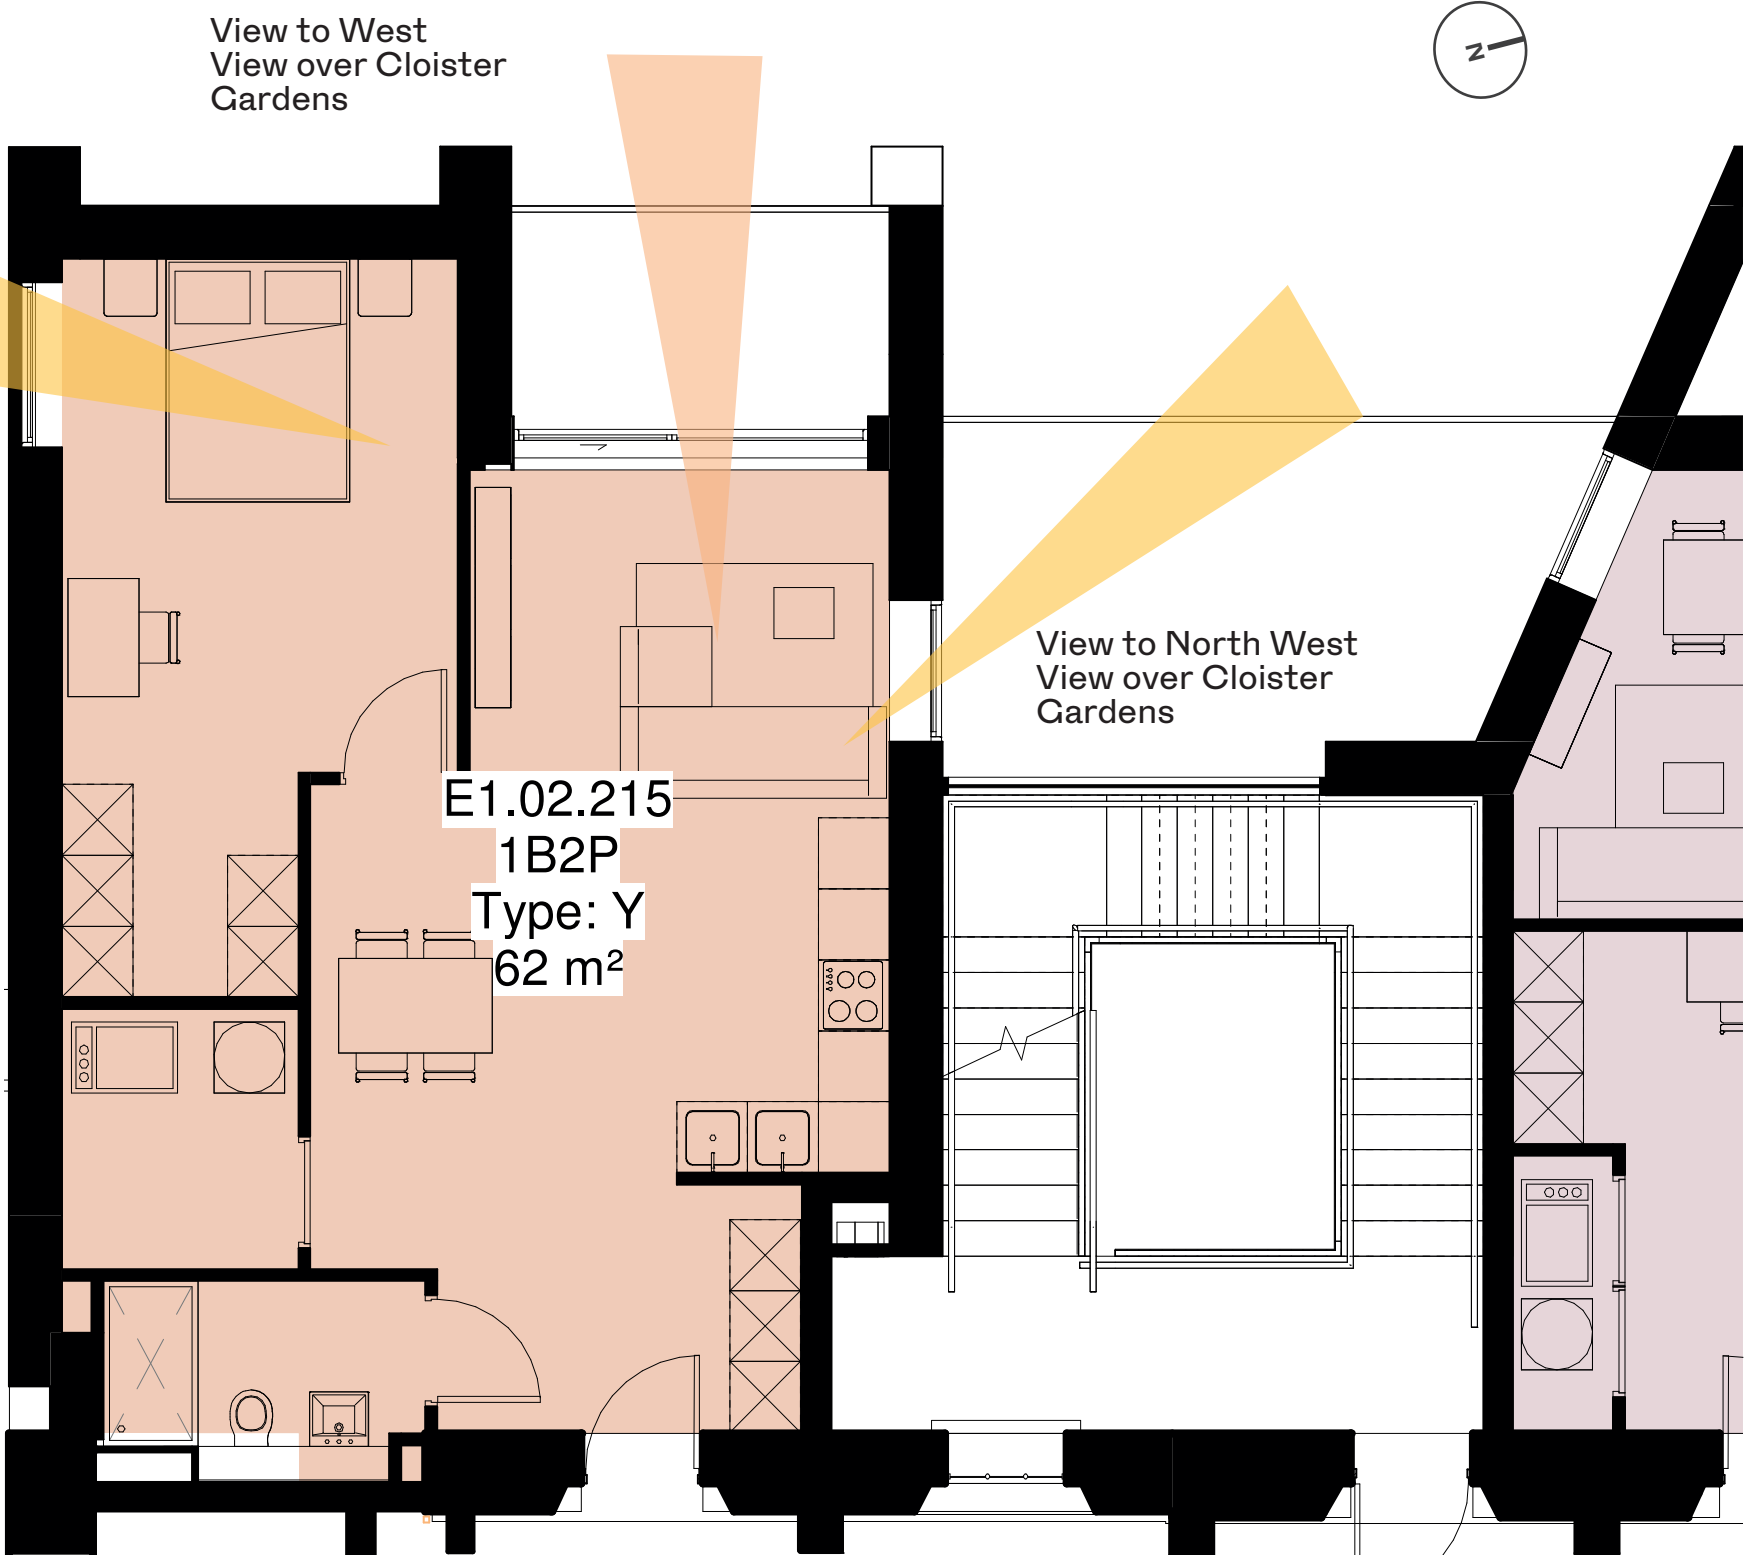 View to West
View over Cloister
Gardens
N
View to North West
View over Cloister
Gardens
E1.02.215
1B2P
Type: Y
62 m²